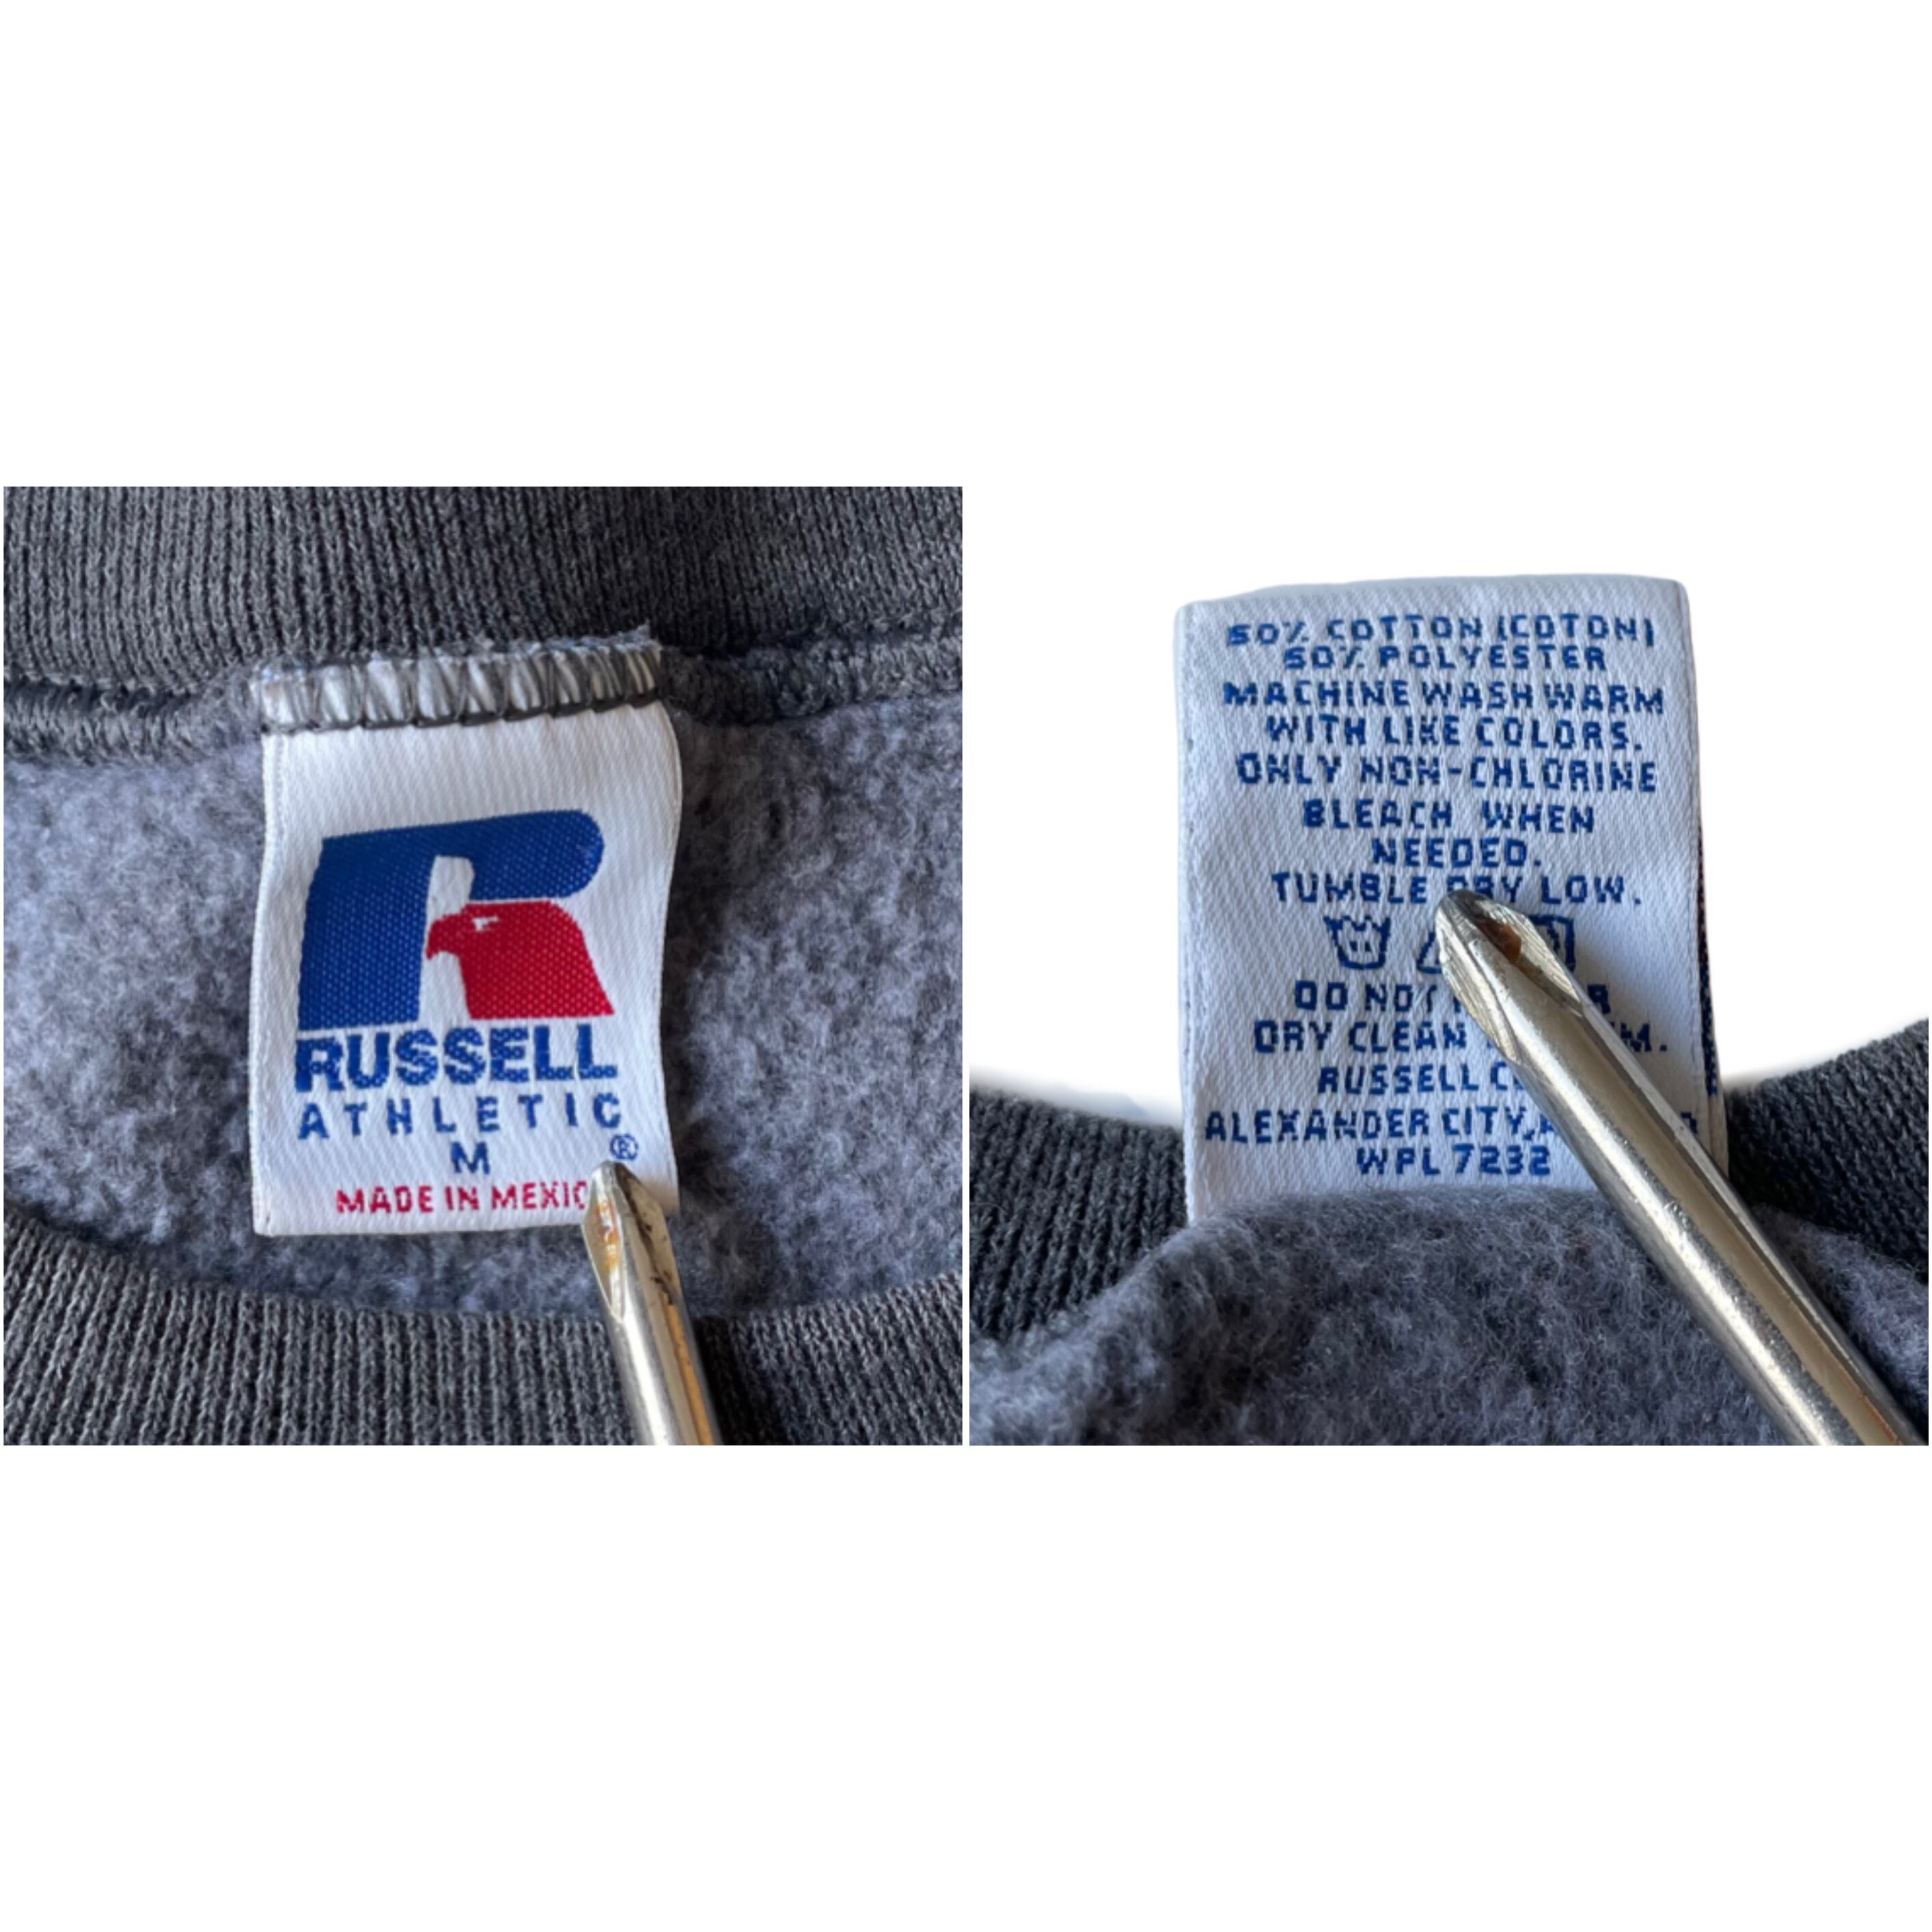 RUSSELL
ATHLETIC
®
M
MADE IN MEXIC
50% COTTON (COTON)
50% POLYESTER
MACHINE WASH WARM
WITH LIKE COLORS.
ONLY NON-CHLORINE
BLEACH WHEN
NEEDED.
TUMBLE DRY LOW.
DO NOT
DRY CLEAN
RUSSELL
ALEXANDER CITY,
WPL 7232